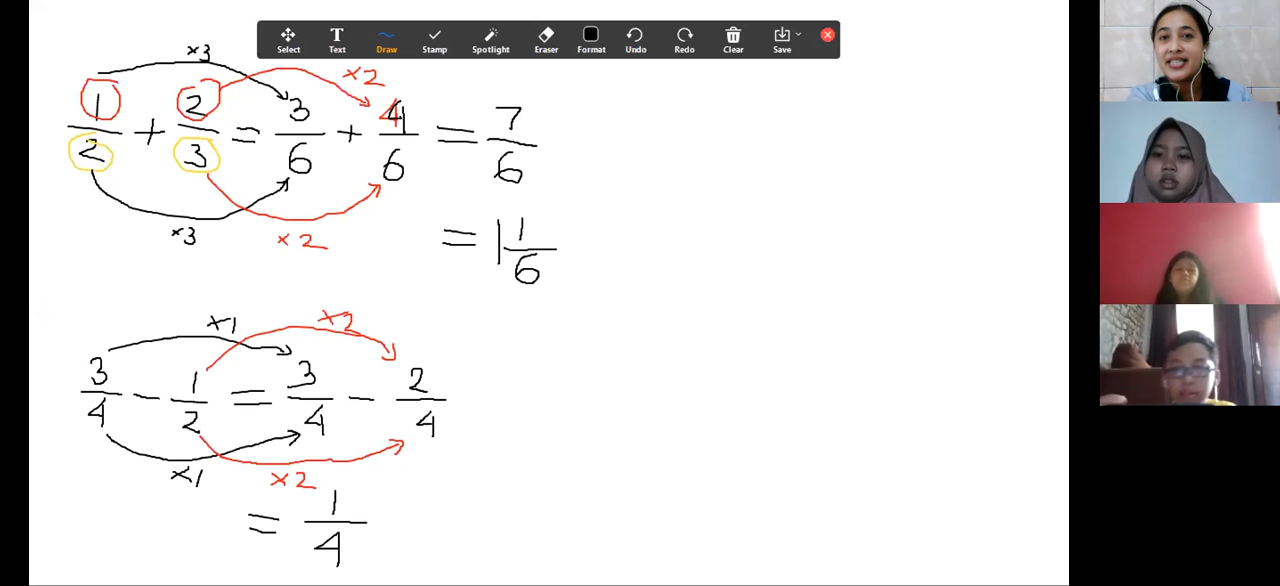 Select Text Draw Stamp Spotlight Eraser Format Undo Redo Clear Save
×3 ×2
1/2 + 2/3 = 3/6 + 4/6 = 7/6
×3 ×2
= 1 1/6
×1 ×2
3/4 - 1/2 = 3/4 - 2/4
×1 ×2
= 1/4